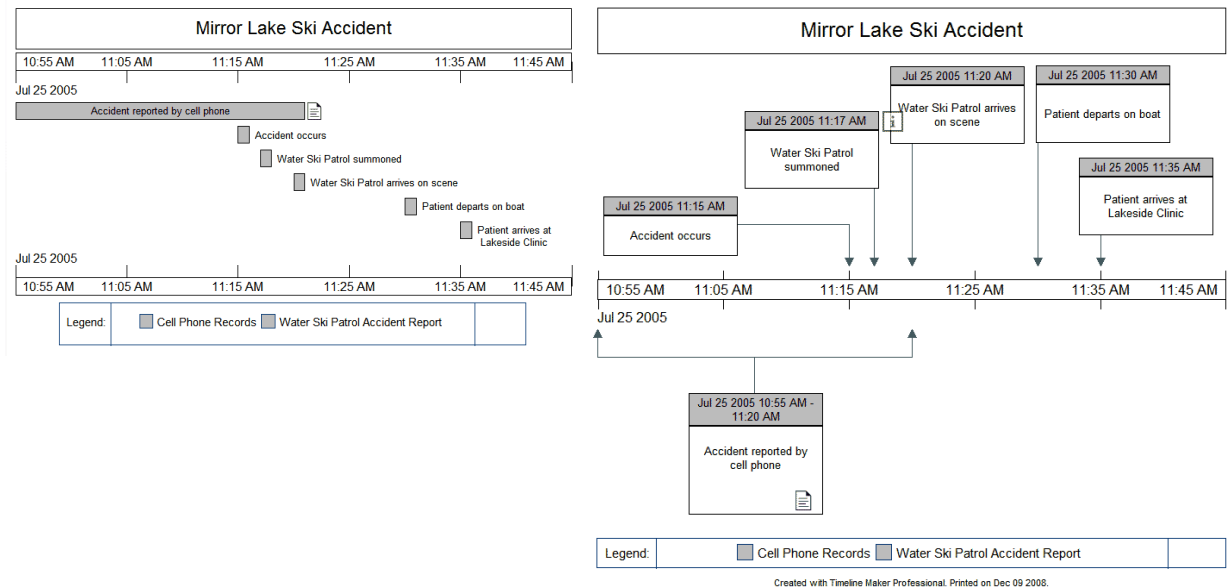 Mirror Lake Ski Accident
10:55 AM 11:05 AM 11:15 AM 11:25 AM 11:35 AM 11:45 AM
Jul 25 2005
Accident reported by cell phone
Accident occurs
Water Ski Patrol summoned
Water Ski Patrol arrives on scene
Patient departs on boat
Patient arrives at
Lakeside Clinic
Jul 25 2005
10:55 AM 11:05 AM 11:15 AM 11:25 AM 11:35 AM 11:45 AM
Legend: Cell Phone Records Water Ski Patrol Accident Report
Mirror Lake Ski Accident
Jul 25 2005 11:20 AM
Water Ski Patrol arrives
on scene
Jul 25 2005 11:30 AM
Patient departs on boat
Jul 25 2005 11:17 AM
Water Ski Patrol
summoned
i
Jul 25 2005 11:35 AM
Patient arrives at
Lakeside Clinic
Jul 25 2005 11:15 AM
Accident occurs
10:55 AM 11:05 AM 11:15 AM 11:25 AM 11:35 AM 11:45 AM
Jul 25 2005
Jul 25 2005 10:55 AM -
11:20 AM
Accident reported by
cell phone
Legend: Cell Phone Records Water Ski Patrol Accident Report
Created with Timeline Maker Professional. Printed on Dec 09 2008.